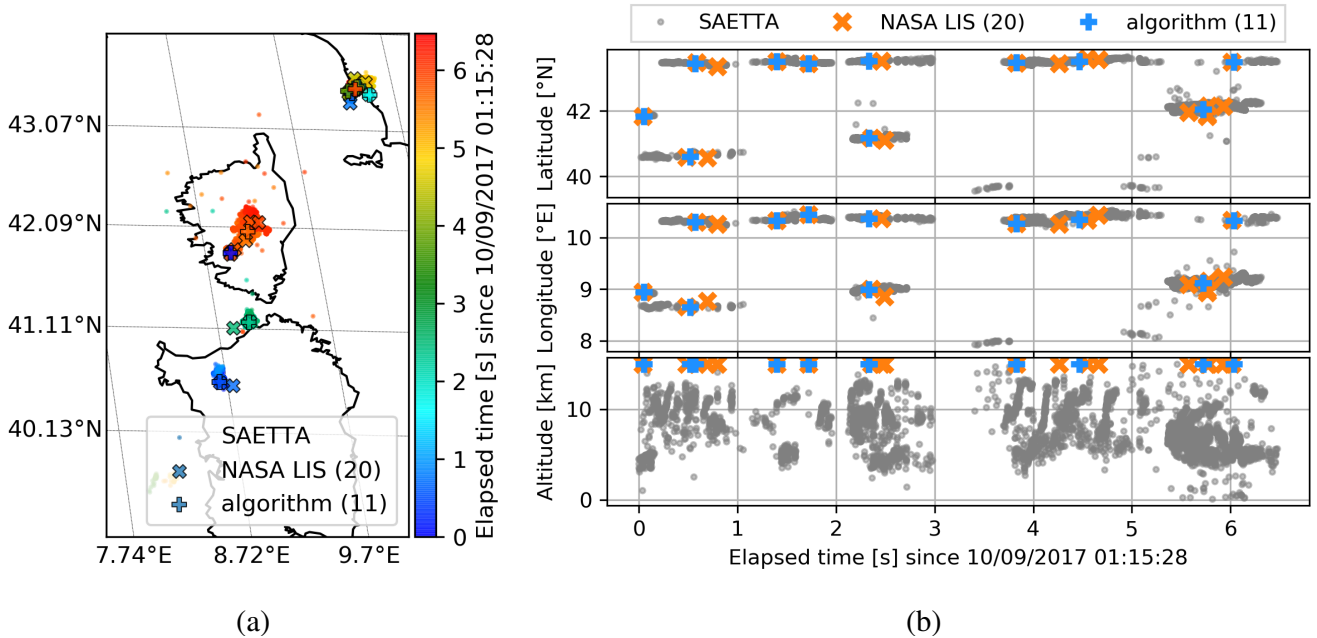 43.07°N
42.09°N
41.11°N
40.13°N
7.74°E 8.72°E 9.7°E
SAETTA
NASA LIS (20)
algorithm (11)
6
5
4
3
2
1
0
Elapsed time [s] since 10/09/2017 01:15:28
(a)
SAETTA NASA LIS (20) algorithm (11)
Latitude [°N]
42
40
Longitude [°E]
10
9
8
Altitude [km]
10
0
0 1 2 3 4 5 6
Elapsed time [s] since 10/09/2017 01:15:28
(b)